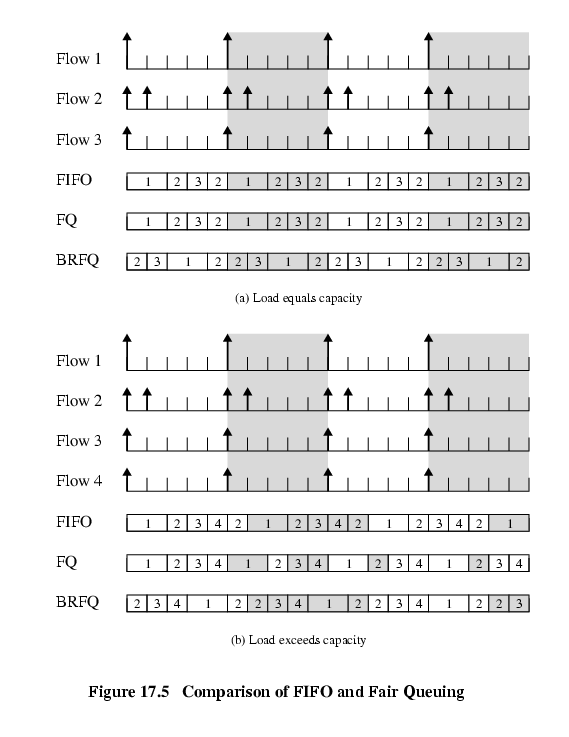 Flow 1
Flow 2
Flow 3
FIFO 1 2 3 2 1 2 3 2 1 2 3 2 1 2 3 2
FQ 1 2 3 2 1 2 3 2 1 2 3 2 1 2 3 2
BRFQ 2 3 1 2 2 3 1 2 2 3 1 2 2 3 1 2
(a) Load equals capacity
Flow 1
Flow 2
Flow 3
Flow 4
FIFO 1 2 3 4 2 1 2 3 4 2 1 2 3 4 2 1
FQ 1 2 3 4 1 2 3 4 1 2 3 4 1 2 3 4
BRFQ 2 3 4 1 2 2 3 4 1 2 2 3 4 1 2 2 3
(b) Load exceeds capacity
Figure 17.5 Comparison of FIFO and Fair Queuing